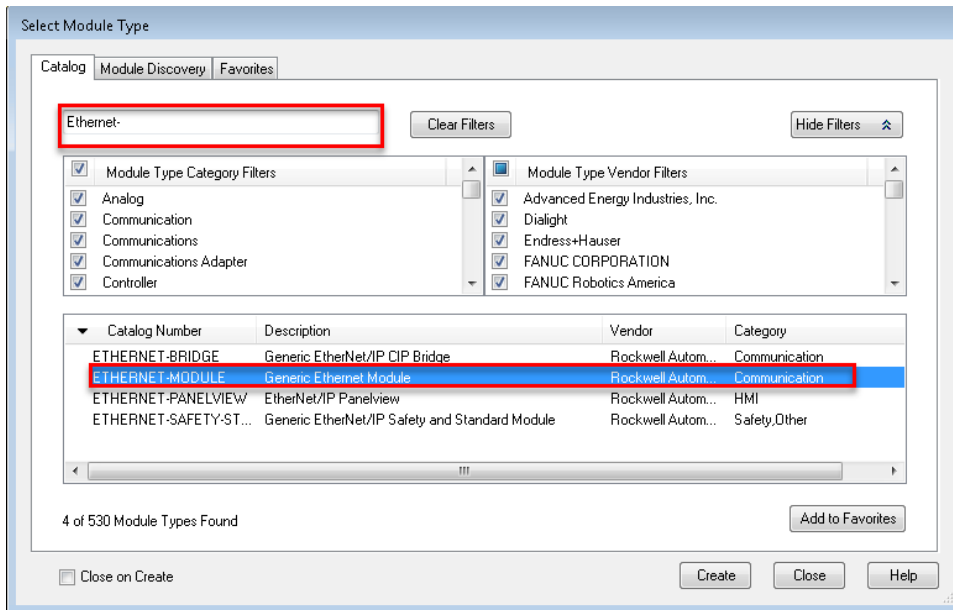 Select Module Type
Catalog Module Discovery Favorites
Ethernet- Clear Filters Hide Filters
Module Type Category Filters Module Type Vendor Filters
Analog Advanced Energy Industries, Inc.
Communication Dialight
Communications Endress+Hauser
Communications Adapter FANUC CORPORATION
Controller FANUC Robotics America
Catalog Number Description Vendor Category
ETHERNET-BRIDGE Generic EtherNet/IP CIP Bridge Rockwell Autom... Communication
ETHERNET-MODULE Generic Ethernet Module Rockwell Autom... Communication
ETHERNET-PANELVIEW EtherNet/IP Panelview Rockwell Autom... HMI
ETHERNET-SAFETY-ST... Generic EtherNet/IP Safety and Standard Module Rockwell Autom... Safety,Other
4 of 530 Module Types Found Add to Favorites
Close on Create Create Close Help